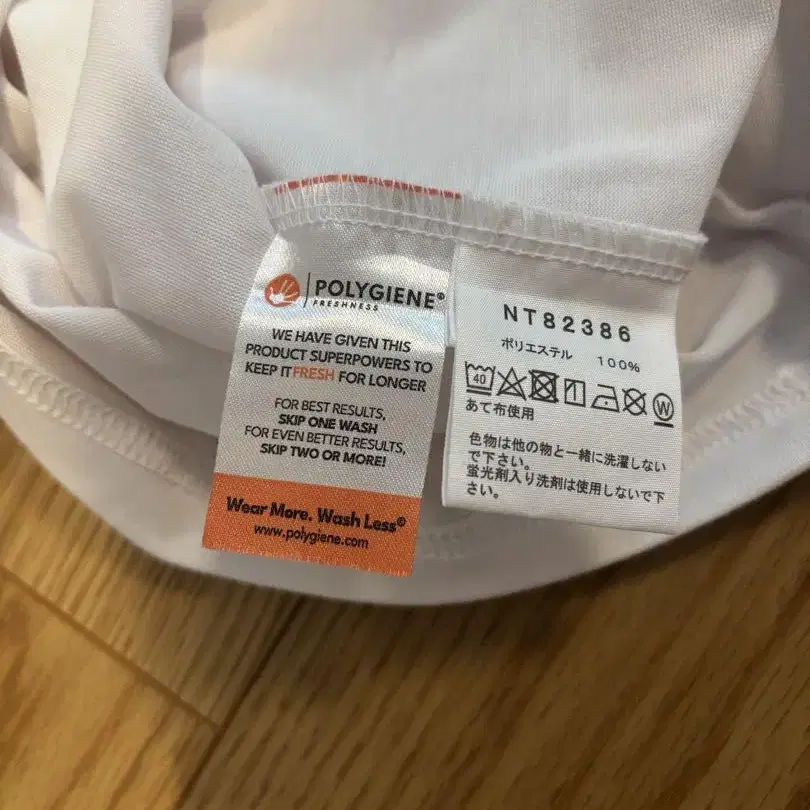 POLYGIENE®
FRESHNESS
WE HAVE GIVEN THIS
PRODUCT SUPERPOWERS TO
KEEP IT FRESH FOR LONGER
FOR BEST RESULTS,
SKIP ONE WASH
FOR EVEN BETTER RESULTS,
SKIP TWO OR MORE!
Wear More. Wash Less®
www.polygiene.com
NT82386
ポリエステル 100%
40 W
あて布使用
色物は他の物と一緒に洗濯しない
で下さい。
蛍光剤入り洗剤は使用しないで下
さい。